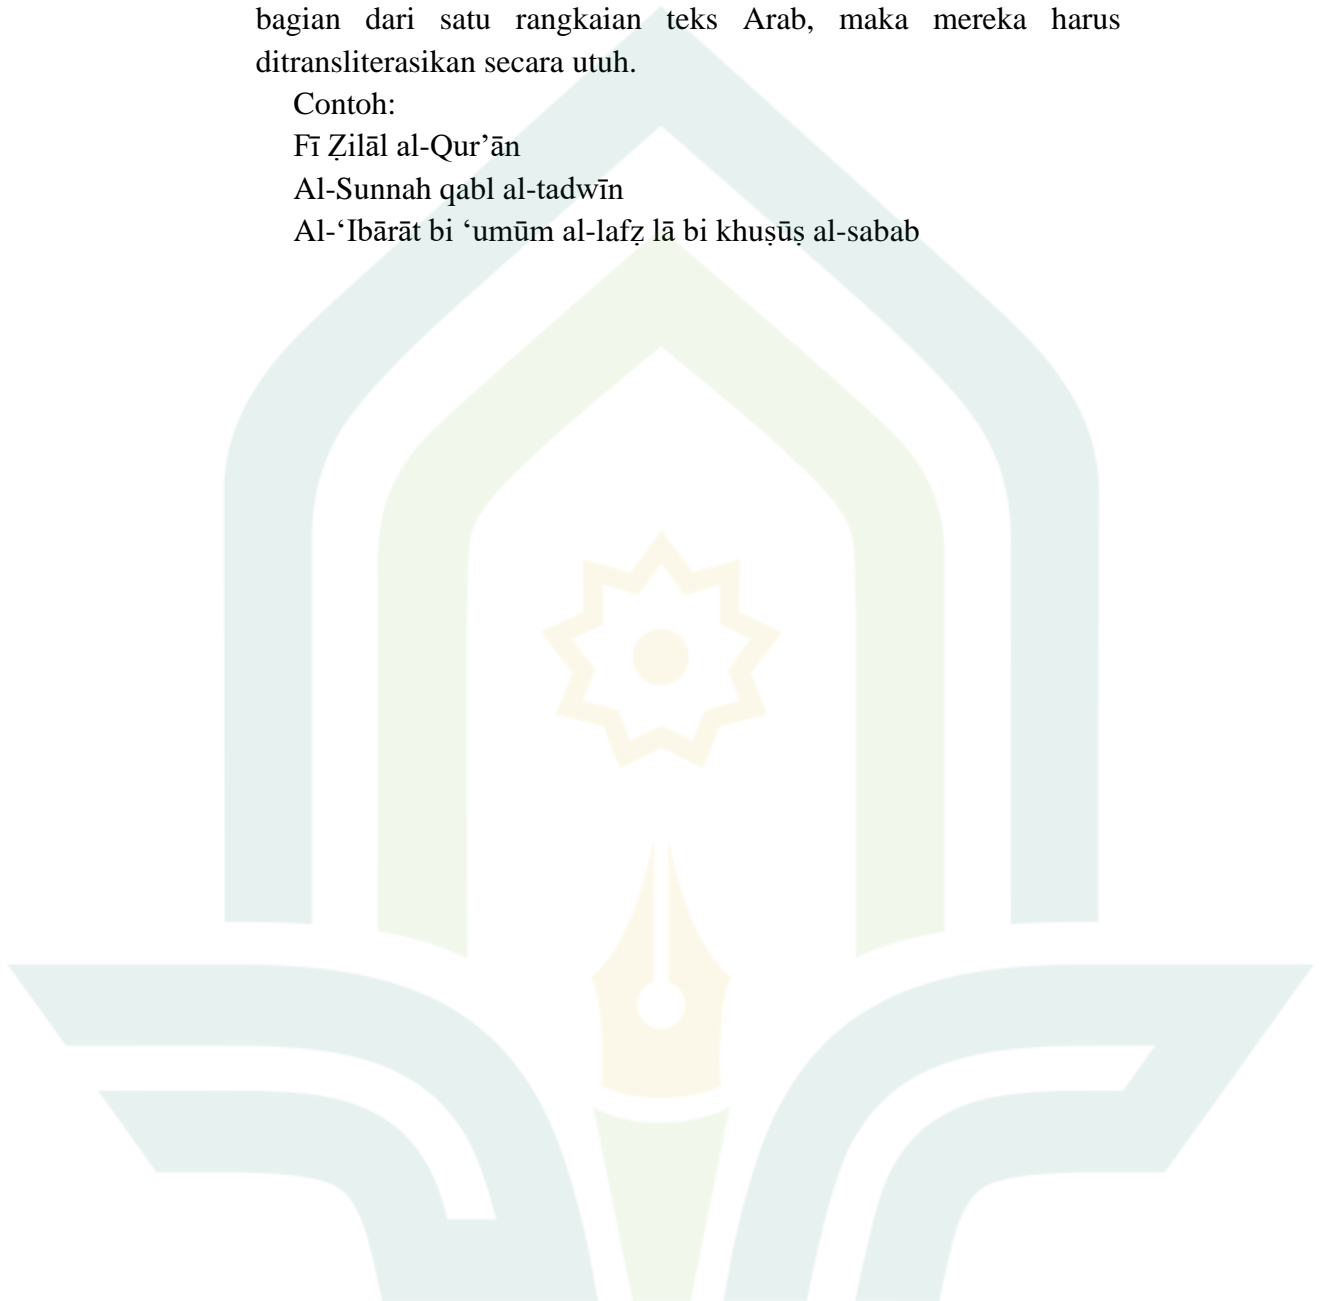 bagian dari satu rangkaian teks Arab, maka mereka harus
ditransliterasikan secara utuh.
Contoh:
Fī Ẓilāl al-Qur’ān
Al-Sunnah qabl al-tadwīn
Al-‘Ibārāt bi ‘umūm al-lafẓ lā bi khuṣūṣ al-sabab